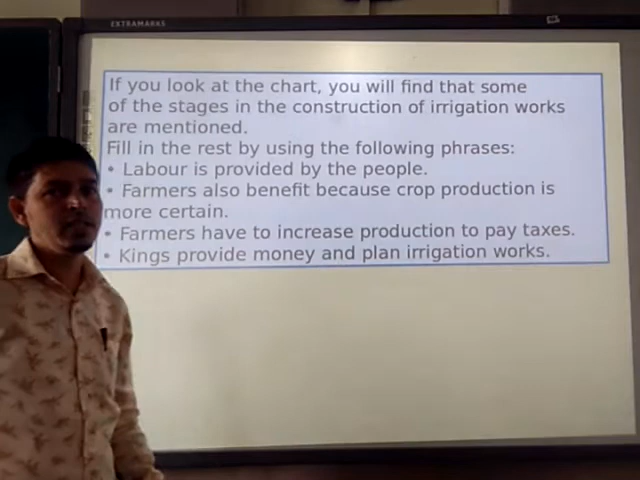 EXTRAMARKS
If you look at the chart, you will find that some
of the stages in the construction of irrigation works
are mentioned.
Fill in the rest by using the following phrases:
• Labour is provided by the people.
• Farmers also benefit because crop production is
more certain.
• Farmers have to increase production to pay taxes.
• Kings provide money and plan irrigation works.